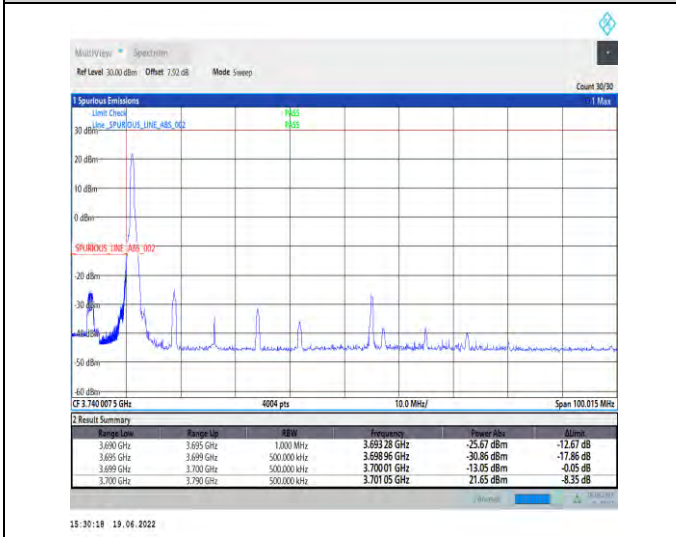 MultiView Spectrum
Ref Level 30.00 dBm Offset 7.92 dB Mode Sweep
Count 30/30
1 Spurious Emissions 1 Max
Limit Check PASS
Line _SPURIOUS_LINE_ABS_002 PASS
30 dBm
20 dBm
10 dBm
0 dBm
SPURIOUS_LINE_ABS_002
-20 dBm
-30 dBm
-40 dBm
-50 dBm
-60 dBm
CF 3.740 007 5 GHz 4004 pts 10.0 MHz/ Span 100.015 MHz
2 Result Summary
Range Low Range Up RBW Frequency Power Abs ΔLimit
3.690 GHz 3.695 GHz 1.000 MHz 3.693 28 GHz -25.67 dBm -12.67 dB
3.695 GHz 3.699 GHz 500.000 kHz 3.698 96 GHz -30.86 dBm -17.86 dB
3.699 GHz 3.700 GHz 500.000 kHz 3.700 01 GHz -13.05 dBm -0.05 dB
3.700 GHz 3.790 GHz 500.000 kHz 3.701 05 GHz 21.65 dBm -8.35 dB
15:30:18 19.06.2022